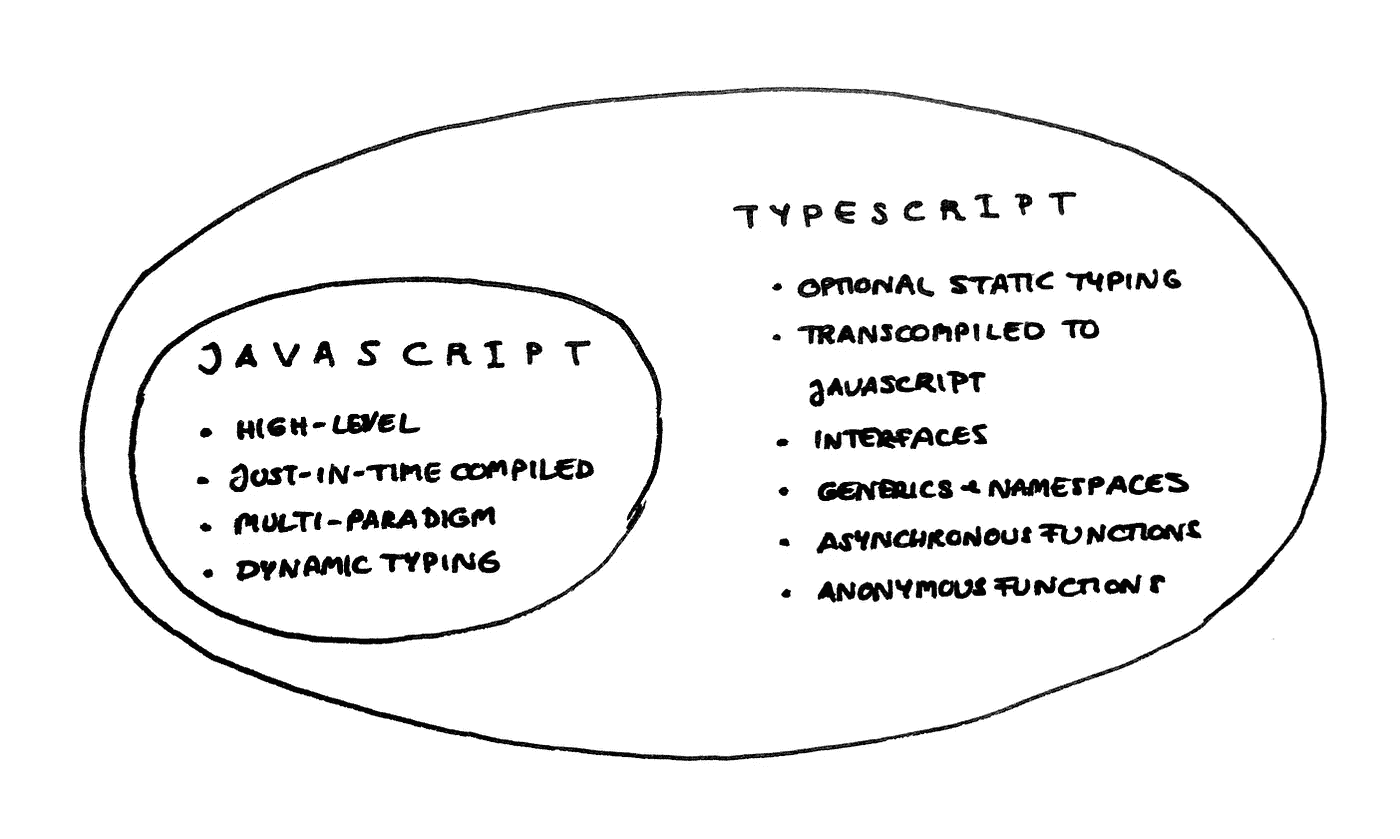 TYPESCRIPT
• OPTIONAL STATIC TYPING
• TRANSCOMPILED TO
JAVASCRIPT
• INTERFACES
• GENERICS & NAMESPACES
• ASYNCHRONOUS FUNCTIONS
• ANONYMOUS FUNCTIONS
JAVASCRIPT
• HIGH-LEVEL
• JUST-IN-TIME COMPILED
• MULTI-PARADIGM
• DYNAMIC TYPING